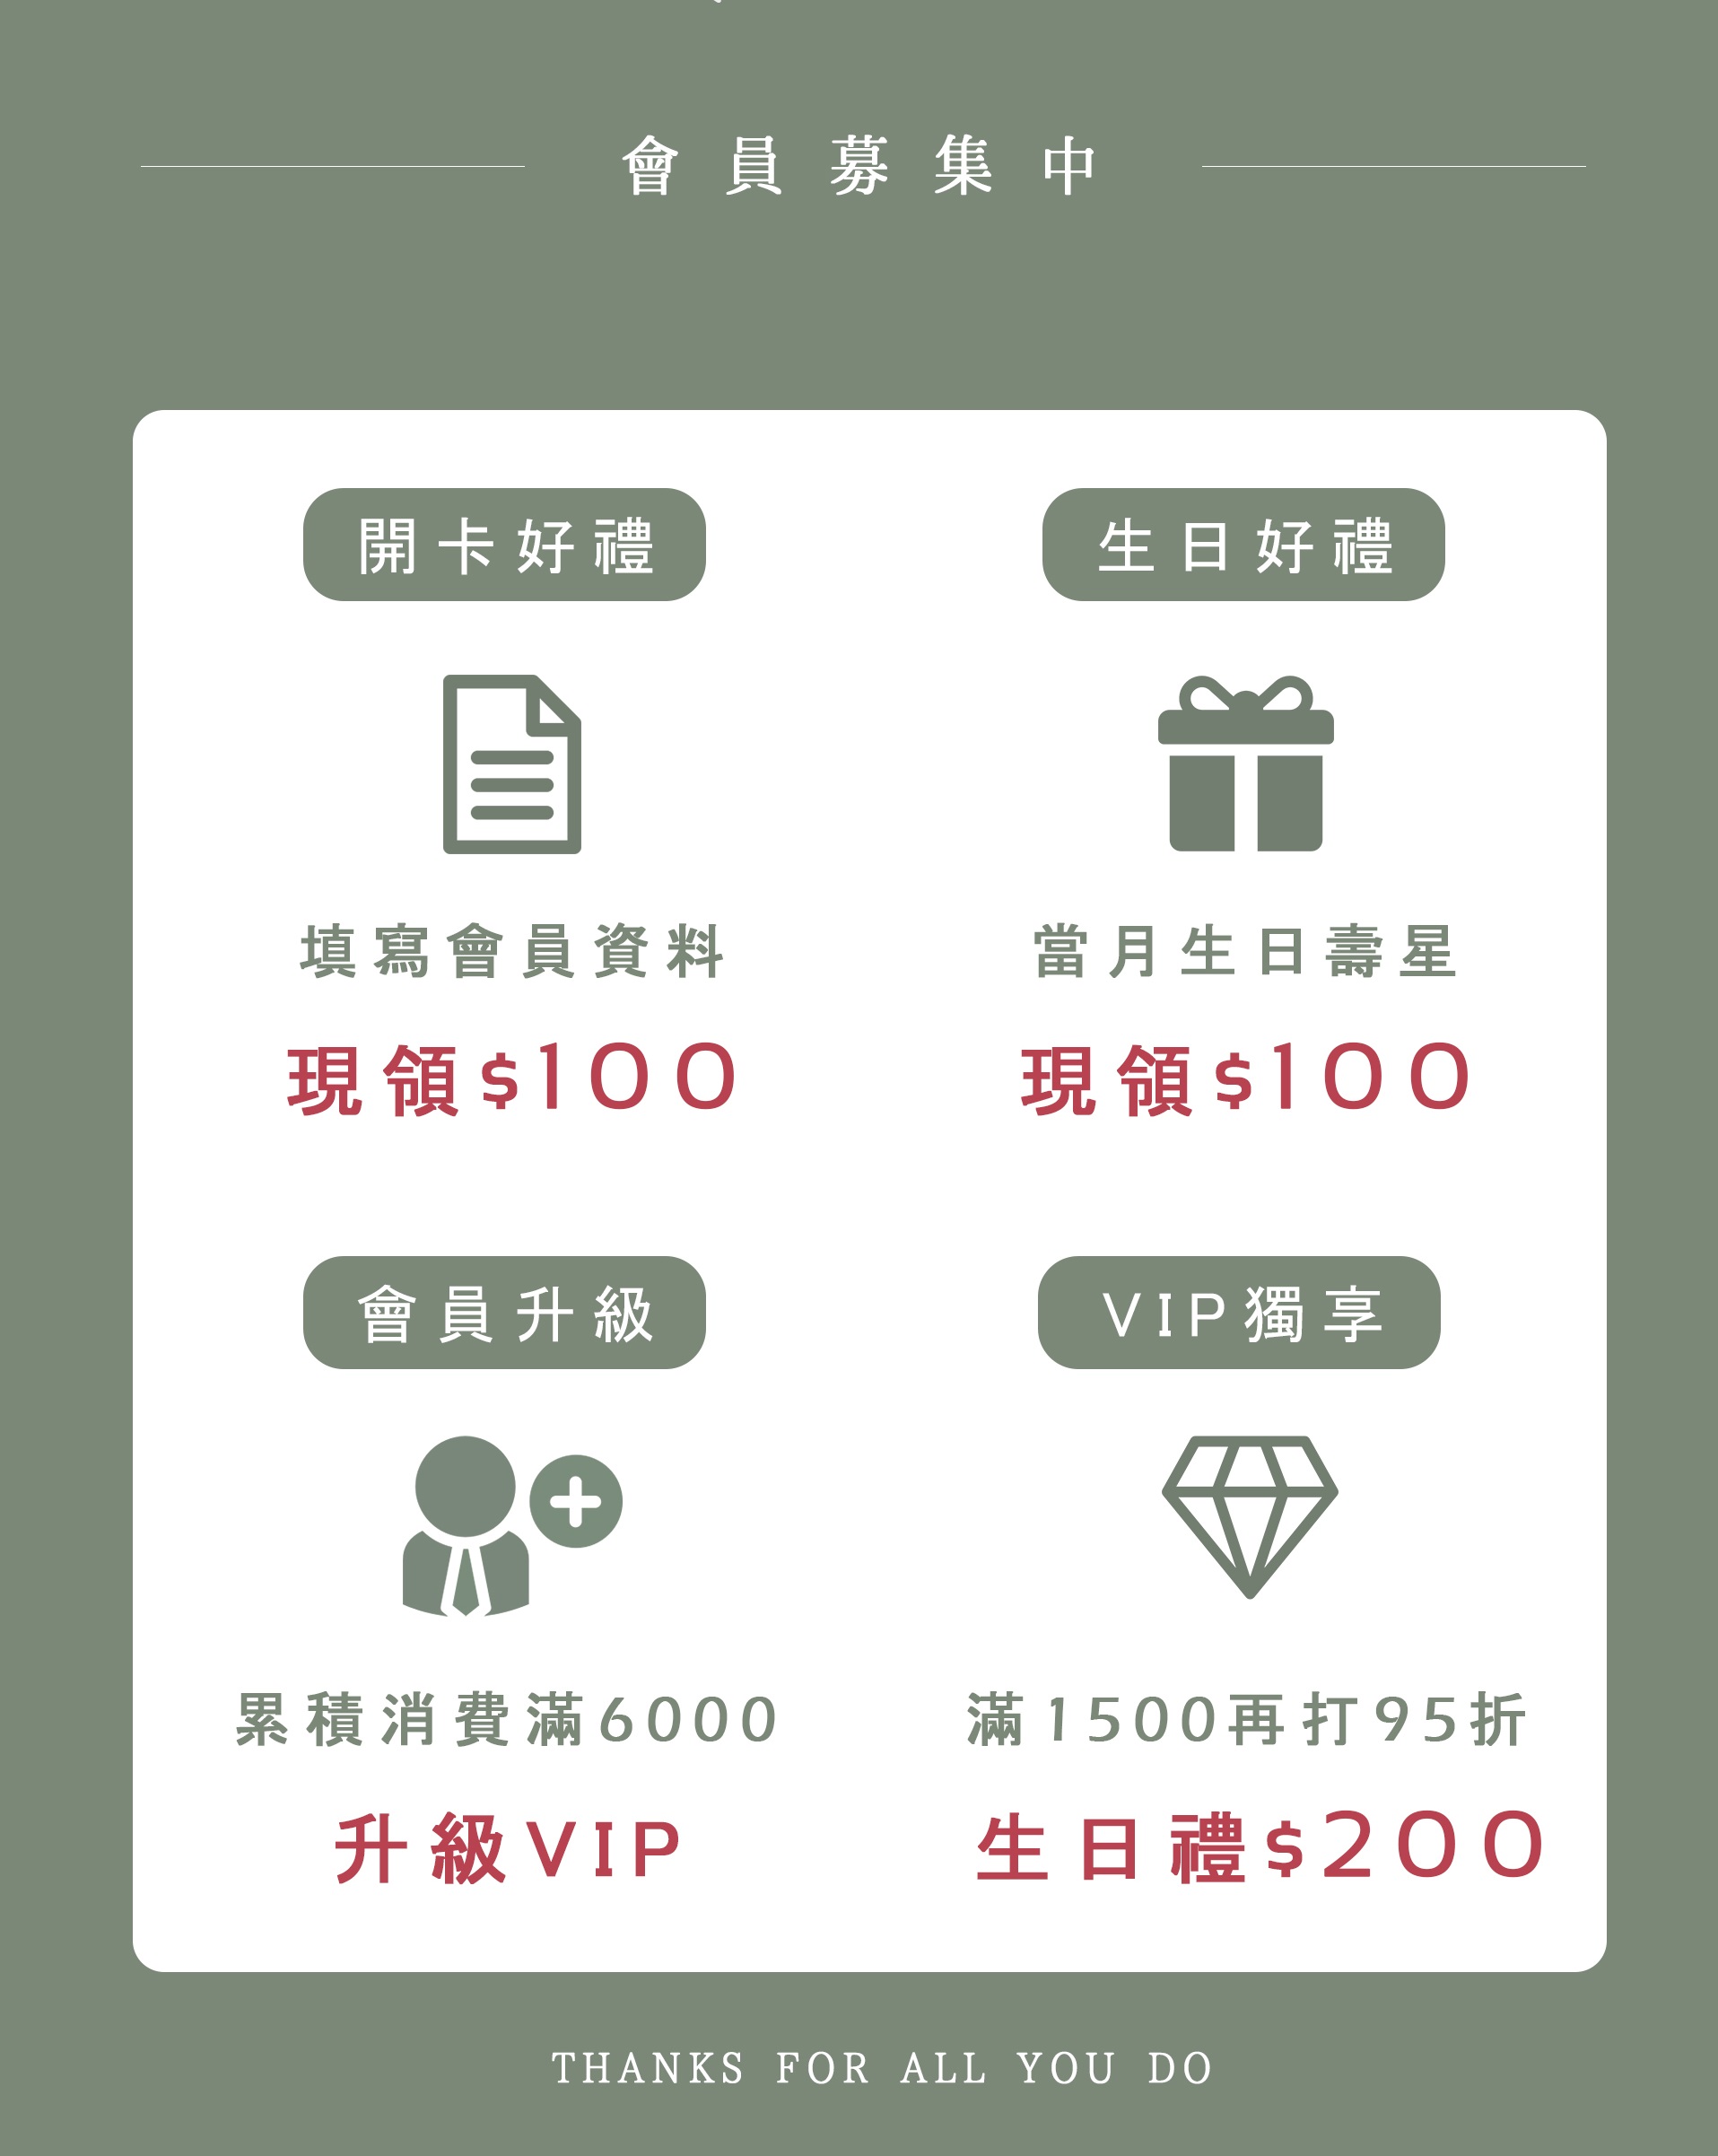 會員募集中
開卡好禮
填寫會員資料
現領$100
生日好禮
當月生日壽星
現領$100
會員升級
累積消費滿6000
升級VIP
VIP獨享
滿1500再打95折
生日禮$200
THANKS FOR ALL YOU DO